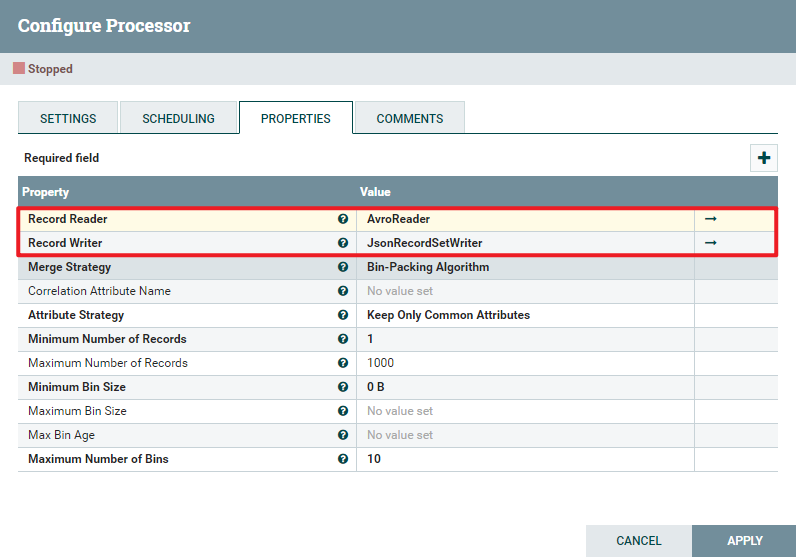 Configure Processor
Stopped
SETTINGS SCHEDULING PROPERTIES COMMENTS
Required field
Property Value
Record Reader AvroReader
Record Writer JsonRecordSetWriter
Merge Strategy Bin-Packing Algorithm
Correlation Attribute Name No value set
Attribute Strategy Keep Only Common Attributes
Minimum Number of Records 1
Maximum Number of Records 1000
Minimum Bin Size 0 B
Maximum Bin Size No value set
Max Bin Age No value set
Maximum Number of Bins 10
CANCEL APPLY